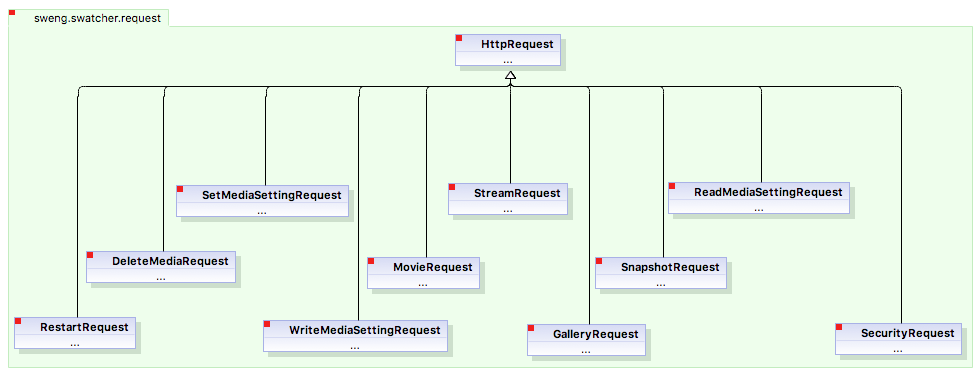 sweng.swatcher.request
HttpRequest
...
SetMediaSettingRequest
...
StreamRequest
...
ReadMediaSettingRequest
...
DeleteMediaRequest
...
MovieRequest
...
SnapshotRequest
...
RestartRequest
...
WriteMediaSettingRequest
...
GalleryRequest
...
SecurityRequest
...